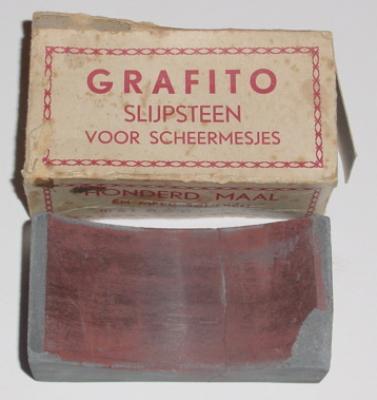 GRAFITO
SLIJPSTEEN
VOOR SCHEERMESJES
HONDERD MAAL